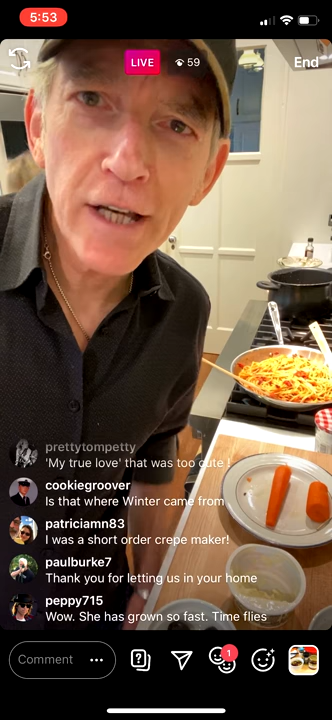 5:53
LIVE
59
End
prettytompetty
'My true love' that was too cute !
cookiegroover
Is that where Winter came from
patriciamn83
I was a short order crepe maker!
paulburke7
Thank you for letting us in your home
peppy715
Wow. She has grown so fast. Time flies
Comment
?
1